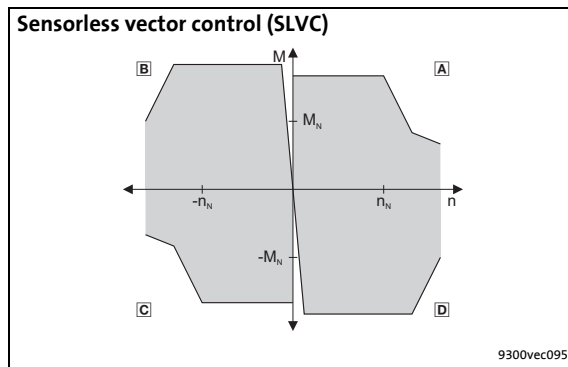 Sensorless vector control (SLVC)
B
M
A
M_N
-n_N
n_N
n
-M_N
C
D
9300vec095